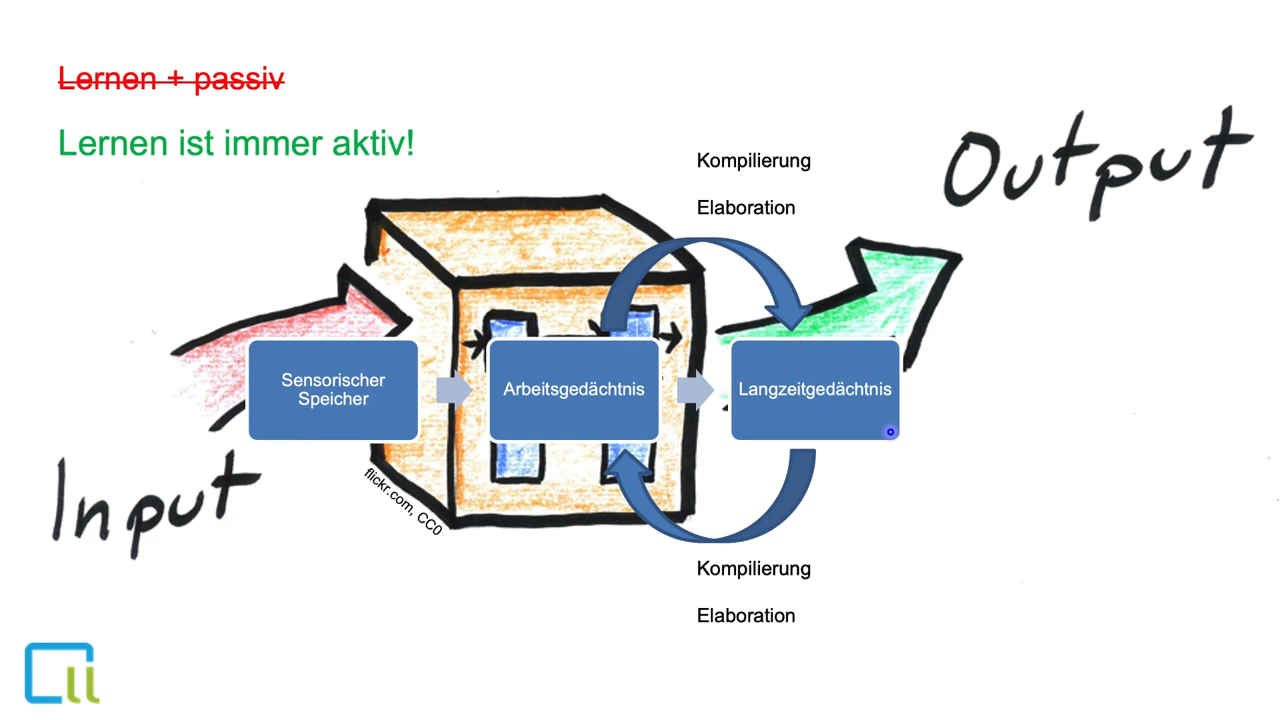 Lernen + passiv
Lernen ist immer aktiv!
Output
Kompilierung
Elaboration
Sensorischer
Speicher
Arbeitsgedächtnis
Langzeitgedächtnis
Input
flickr.com, CC0
Kompilierung
Elaboration